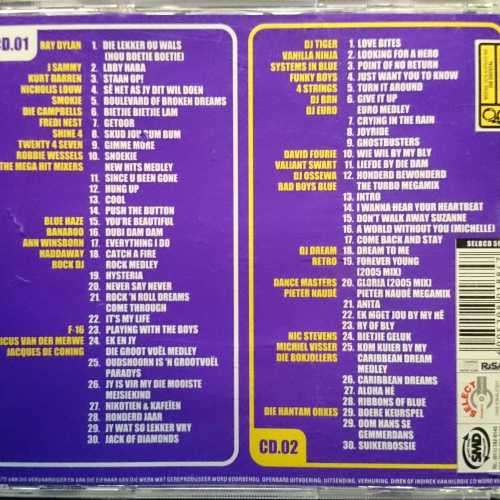 CD.01
RAY DYLAN 1. DIE LEKKER OU WALS
(HOU BOETIE BOETIE)
J SAMMY 2. LBBY HABA
KURT DARREN 3. STAAN OP!
NICHOLIS LOUW 4. SÊ NET AS JY DIT WIL DOEN
SMOKIE 5. BOULEVARD OF BROKEN DREAMS
DIE CAMPBELLS 6. BIETJIE BIETJIE LAM
FREDI NEST 7. GETOOR
SHINE 4 8. SKUD JOU BUM BUM
TWENTY 4 SEVEN 9. GIMME MORE
ROBBIE WESSELS 10. SNOEKIE
THE MEGA HIT MIXERS NEW HITS MEDLEY
11. SINCE U BEEN GONE
12. HUNG UP
13. COOL
14. PUSH THE BUTTON
BLUE HAZE 15. YOU'RE BEAUTIFUL
BANAROO 16. DUBI DAM DAM
ANN WINSBORN 17. EVERYTHING I DO
HADDAWAY 18. CATCH A FIRE
ROCK DJ ROCK MEDLEY
19. HYSTERIA
20. NEVER SAY NEVER
21. ROCK 'N ROLL DREAMS
COME THROUGH
22. IT'S MY LIFE
F-16 23. PLAYING WITH THE BOYS
ICUS VAN DER MERWE 24. EK EN JY
JACQUES DE CONING DIE GROOT VOËL MEDLEY
25. OUDSHOORN IS 'N GROOTVOËL
PARADYS
26. JY IS VIR MY DIE MOOISTE
MEISIEKIND
27. NIKOTIEN & KAFEÏEN
28. HONDERD JAAR
29. JY WAT SO LEKKER VRY
30. JACK OF DIAMONDS
DJ TIGER 1. LOVE BITES
VANILLA NINJA 2. LOOKING FOR A HERO
SYSTEMS IN BLUE 3. POINT OF NO RETURN
FUNKY BOYS 4. JUST WANT YOU TO KNOW
4 STRINGS 5. TURN IT AROUND
DJ BRN 6. GIVE IT UP
DJ EURO EURO MEDLEY
7. CRYING IN THE RAIN
8. JOYRIDE
9. GHOSTBUSTERS
DAVID FOURIE 10. WIE WIL BY MY BLY
VALIANT SWART 11. LIEFDE BY DIE DAM
DJ OSSEWA 12. HONDERD BEWONDERD
BAD BOYS BLUE THE TURBO MEGAMIX
13. INTRO
14. I WANNA HEAR YOUR HEARTBEAT
15. DON'T WALK AWAY SUZANNE
16. A WORLD WITHOUT YOU (MICHELLE)
17. COME BACK AND STAY
DJ DREAM 18. DREAM TO ME
RETRO 19. FOREVER YOUNG
(2005 MIX)
DANCE MASTERS 20. GLORIA (2005 MIX)
PIETER NAUDÉ PIETER NAUDÉ MEGAMIX
21. ANITA
22. EK MOET JOU BY MY HÊ
23. RY OF BLY
NIC STEVENS 24. BIETJIE GELUK
MICHIEL VISSER 25. KOM KUIER BY MY
DIE BOKJOLLERS CARIBBEAN DREAM
MEDLEY
26. CARIBBEAN DREAMS
27. ALOHA HE
28. RIBBONS OF BLUE
DIE HANTAM ORKES 29. BOERE KEURSPEL
29. OOM HANS SE
GEMMERDANS
30. SUIKERBOSSIE
CD.02
SELBCD
RiSA
SELECT
SMD